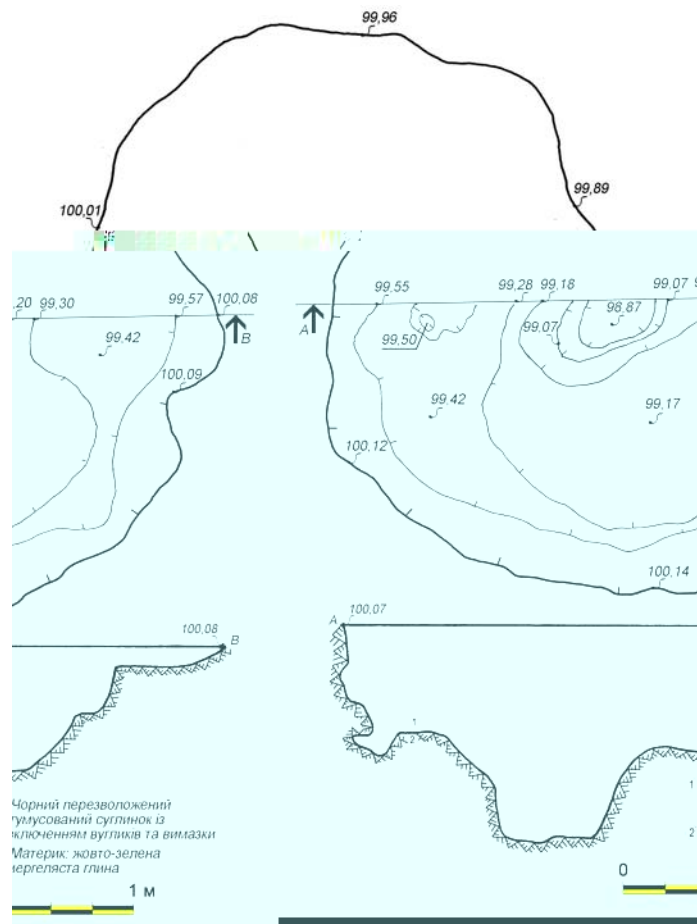 99,96
99,89
100,01
,20 99,30 99,57 100,08
99,55 99,28 99,18 99,07 9
В
А
98,87
99,42
99,50
99,07
100,09
99,42
99,17
100,12
100,14
100,08 В
А 100,07
1
2
1
2
Чорний перезволожений
гумусований суглинок із
включенням вугликів та вимазки
Материк: жовто-зелена
мергеляста глина
1 м
0